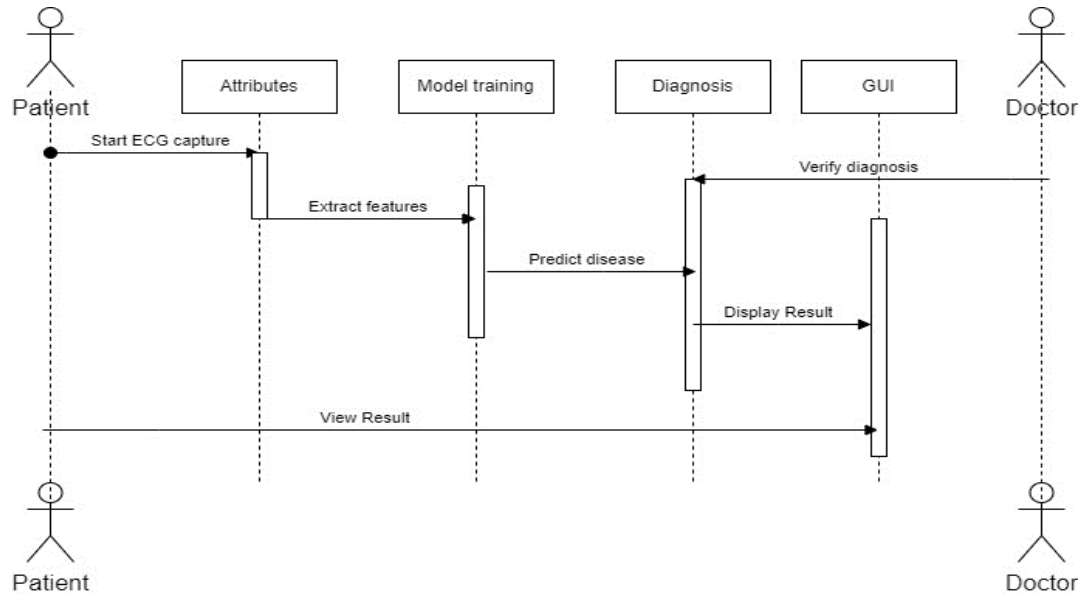 Patient
Attributes
Model training
Diagnosis
GUI
Doctor
Start ECG capture
Verify diagnosis
Extract features
Predict disease
Display Result
View Result
Patient
Doctor